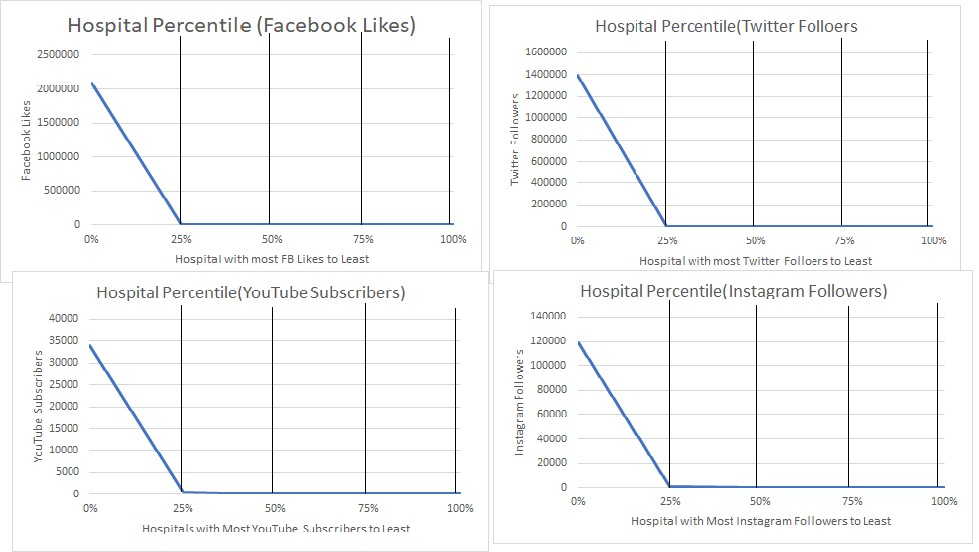 Hospital Percentile (Facebook Likes)
2500000
2000000
1500000
1000000
500000
0
Facebook Likes
0% 25% 50% 75% 100%
Hospital with most FB Likes to Least
Hospital Percentile(Twitter Folloers
1600000
1400000
1200000
1000000
800000
600000
400000
200000
0
Twitter Followers
0% 25% 50% 75% 100%
Hospital with most Twitter Folloers to Least
Hospital Percentile(YouTube Subscribers)
40000
35000
30000
25000
20000
15000
10000
5000
0
YouTube Subscribers
0% 25% 50% 75% 100%
Hospitals with Most YouTube Subscribers to Least
Hospital Percentile(Instagram Followers)
140000
120000
100000
80000
60000
40000
20000
0
Instagram Followers
0% 25% 50% 75% 100%
Hospital with Most Instagram Followers to Least